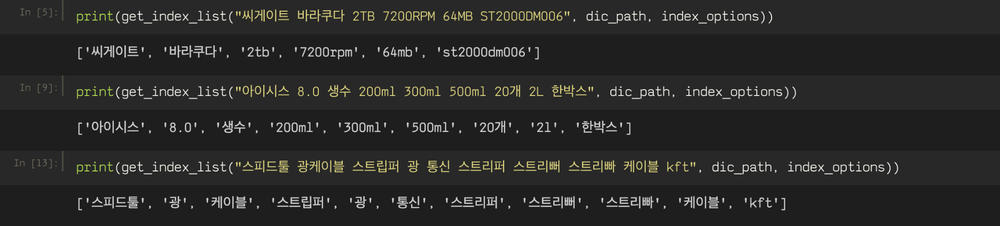 In [5]: print(get_index_list("씨게이트 바라쿠다 2TB 7200RPM 64MB ST2000DM006", dic_path, index_options))
['씨게이트', '바라쿠다', '2tb', '7200rpm', '64mb', 'st2000dm006']
In [9]: print(get_index_list("아이시스 8.0 생수 200ml 300ml 500ml 20개 2L 한박스", dic_path, index_options))
['아이시스', '8.0', '생수', '200ml', '300ml', '500ml', '20개', '2l', '한박스']
In [13]: print(get_index_list("스피드툴 광케이블 스트립퍼 광 통신 스트리퍼 스트리뻐 스트리빠 케이블 kft", dic_path, index_options))
['스피드툴', '광', '케이블', '스트립퍼', '광', '통신', '스트리퍼', '스트리뻐', '스트리빠', '케이블', 'kft']